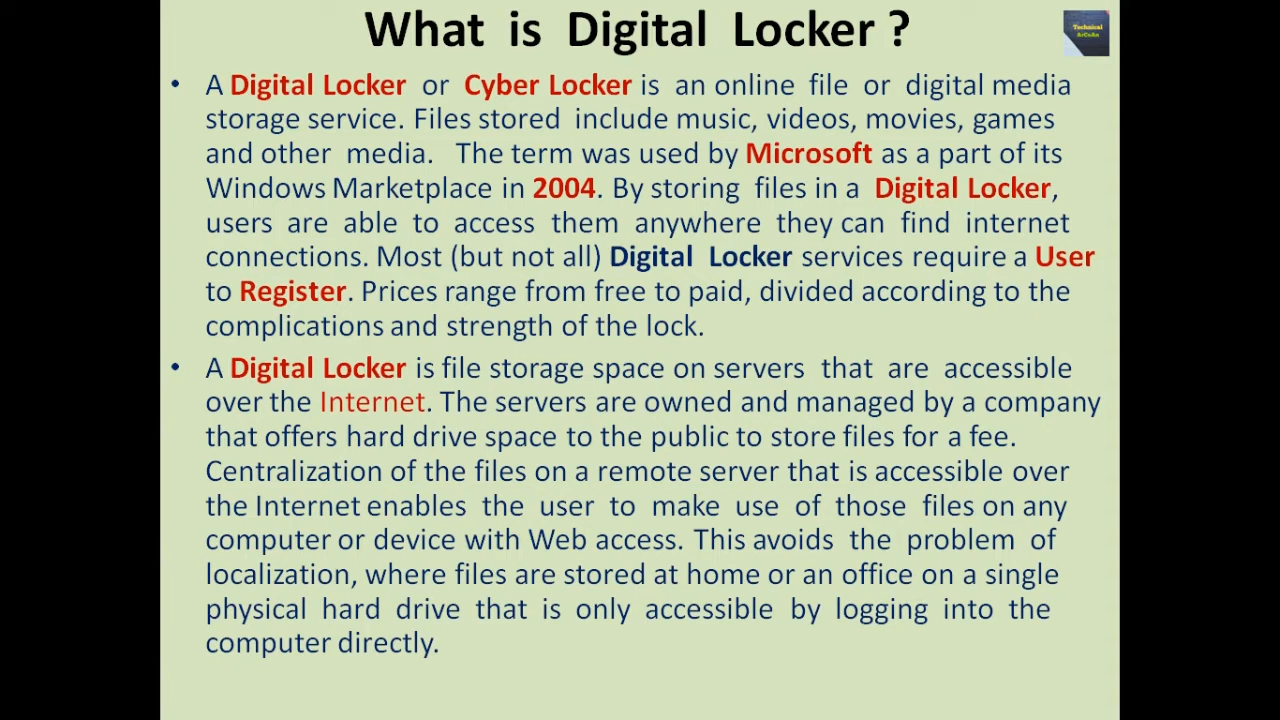 What is Digital Locker ?
Technical
ArCuAn
• A Digital Locker or Cyber Locker is an online file or digital media
storage service. Files stored include music, videos, movies, games
and other media. The term was used by Microsoft as a part of its
Windows Marketplace in 2004. By storing files in a Digital Locker,
users are able to access them anywhere they can find internet
connections. Most (but not all) Digital Locker services require a User
to Register. Prices range from free to paid, divided according to the
complications and strength of the lock.
• A Digital Locker is file storage space on servers that are accessible
over the Internet. The servers are owned and managed by a company
that offers hard drive space to the public to store files for a fee.
Centralization of the files on a remote server that is accessible over
the Internet enables the user to make use of those files on any
computer or device with Web access. This avoids the problem of
localization, where files are stored at home or an office on a single
physical hard drive that is only accessible by logging into the
computer directly.